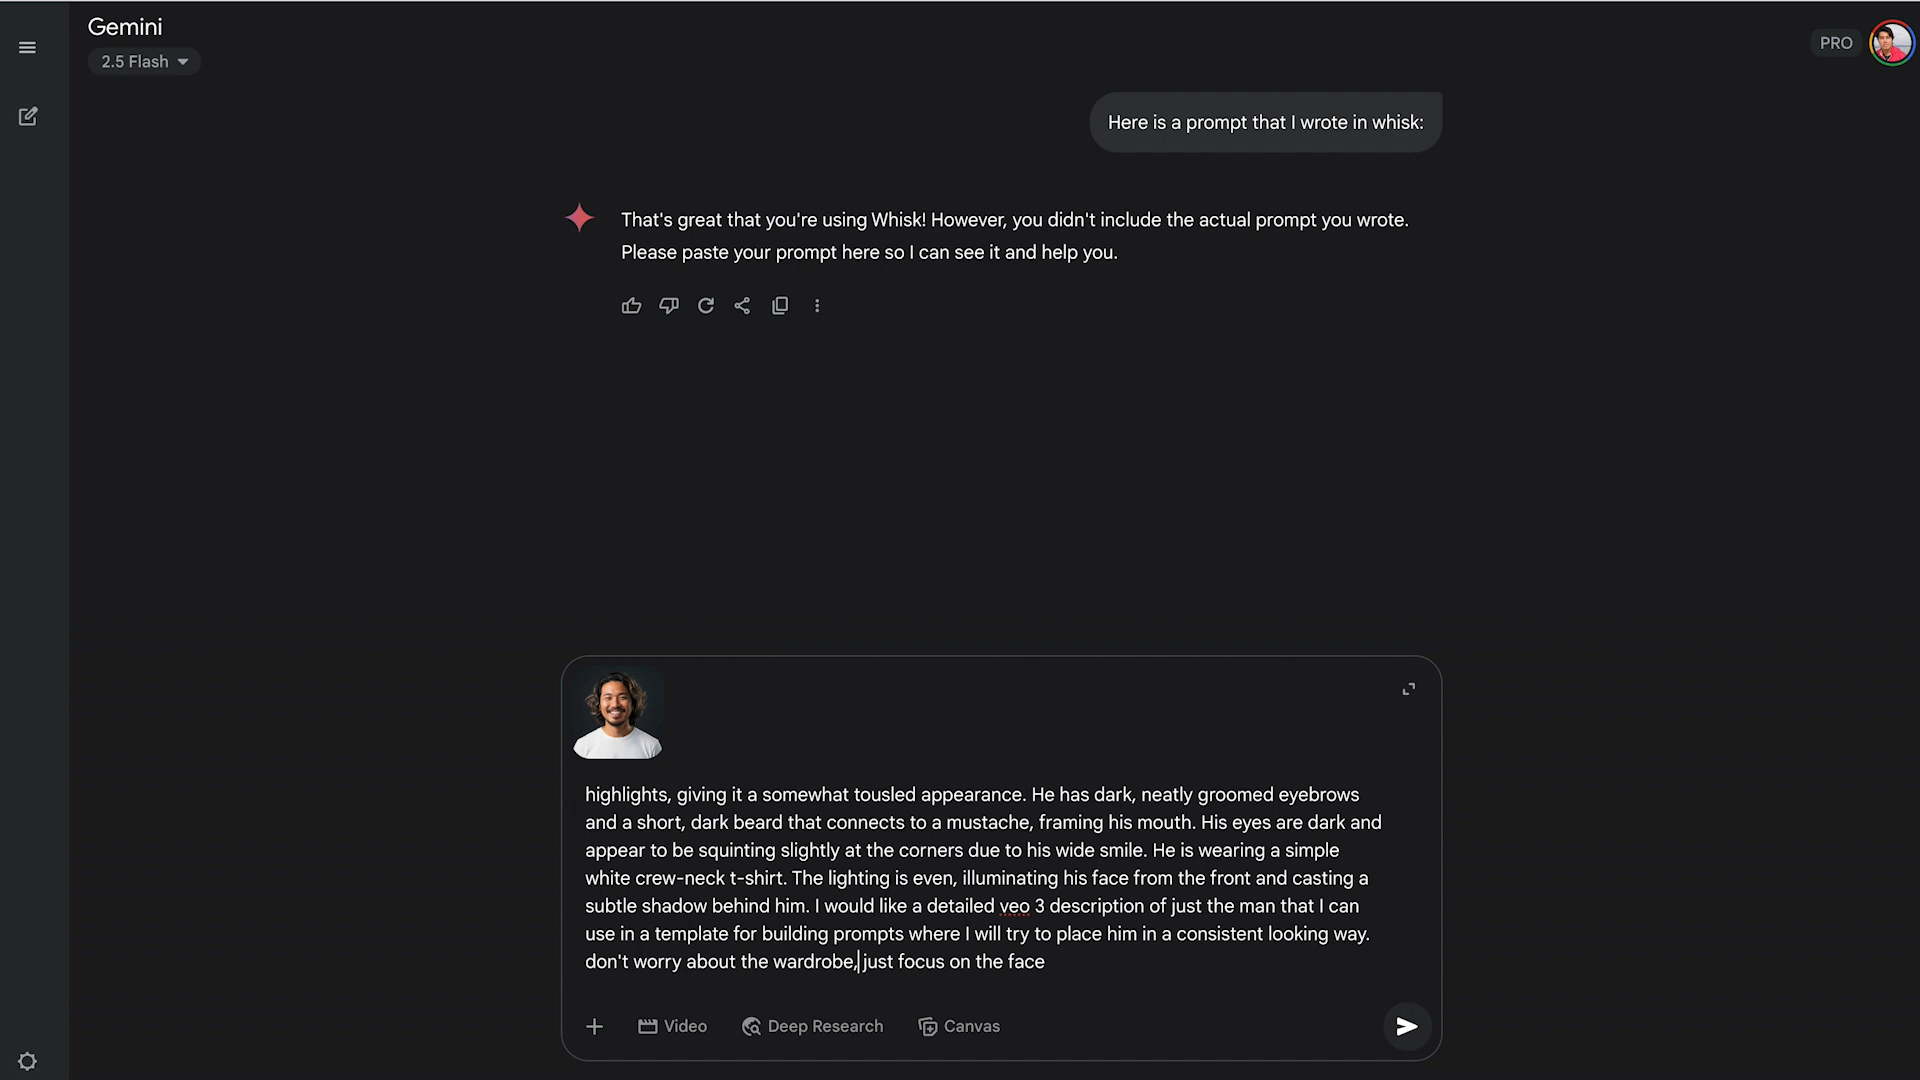 Gemini
2.5 Flash
PRO
Here is a prompt that I wrote in whisk:
That's great that you're using Whisk! However, you didn't include the actual prompt you wrote.
Please paste your prompt here so I can see it and help you.
highlights, giving it a somewhat tousled appearance. He has dark, neatly groomed eyebrows
and a short, dark beard that connects to a mustache, framing his mouth. His eyes are dark and
appear to be squinting slightly at the corners due to his wide smile. He is wearing a simple
white crew-neck t-shirt. The lighting is even, illuminating his face from the front and casting a
subtle shadow behind him. I would like a detailed veo 3 description of just the man that I can
use in a template for building prompts where I will try to place him in a consistent looking way.
don't worry about the wardrobe, just focus on the face
Video
Deep Research
Canvas